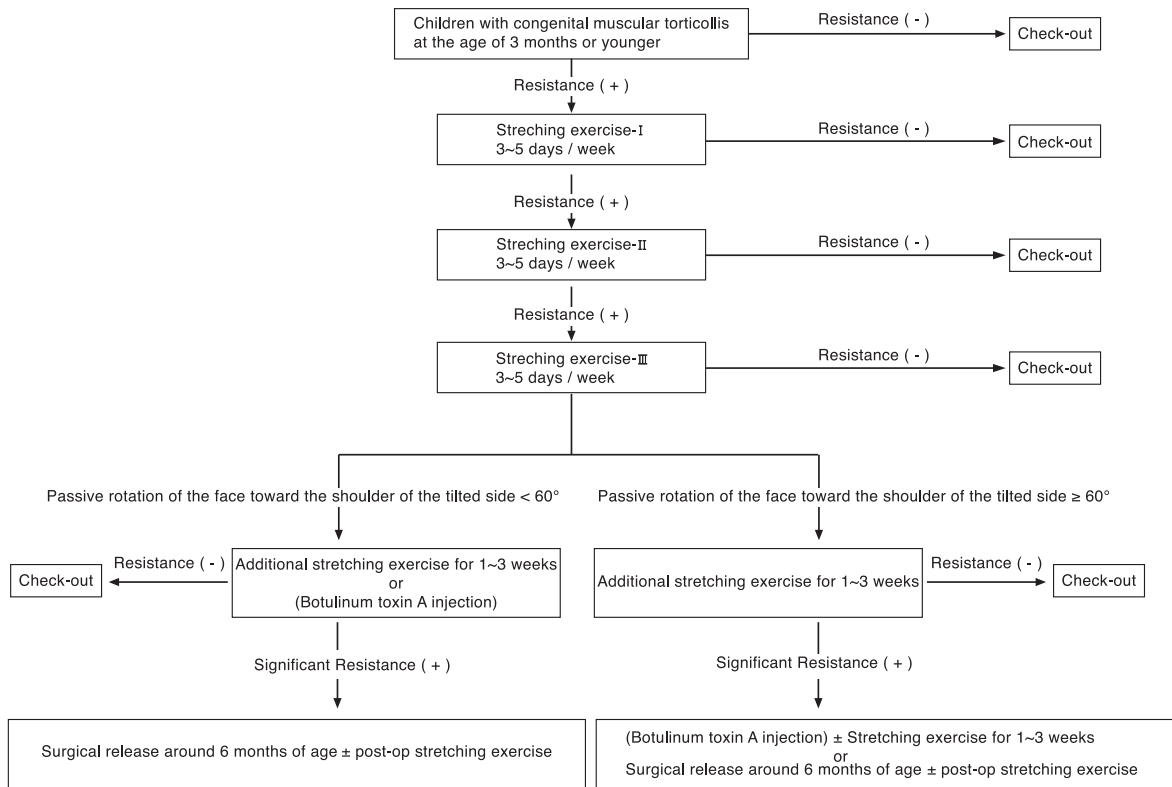 Children with congenital muscular torticollis
at the age of 3 months or younger
Resistance ( - )
Check-out
Resistance ( + )
Streching exercise-Ⅰ
3~5 days / week
Resistance ( - )
Check-out
Resistance ( + )
Streching exercise-Ⅱ
3~5 days / week
Resistance ( - )
Check-out
Resistance ( + )
Streching exercise-Ⅲ
3~5 days / week
Resistance ( - )
Check-out
Passive rotation of the face toward the shoulder of the tilted side < 60°
Passive rotation of the face toward the shoulder of the tilted side ≥ 60°
Check-out
Resistance ( - )
Additional stretching exercise for 1~3 weeks
or
(Botulinum toxin A injection)
Additional stretching exercise for 1~3 weeks
Resistance ( - )
Check-out
Significant Resistance ( + )
Significant Resistance ( + )
Surgical release around 6 months of age ± post-op stretching exercise
(Botulinum toxin A injection) ± Stretching exercise for 1~3 weeks
or
Surgical release around 6 months of age ± post-op stretching exercise